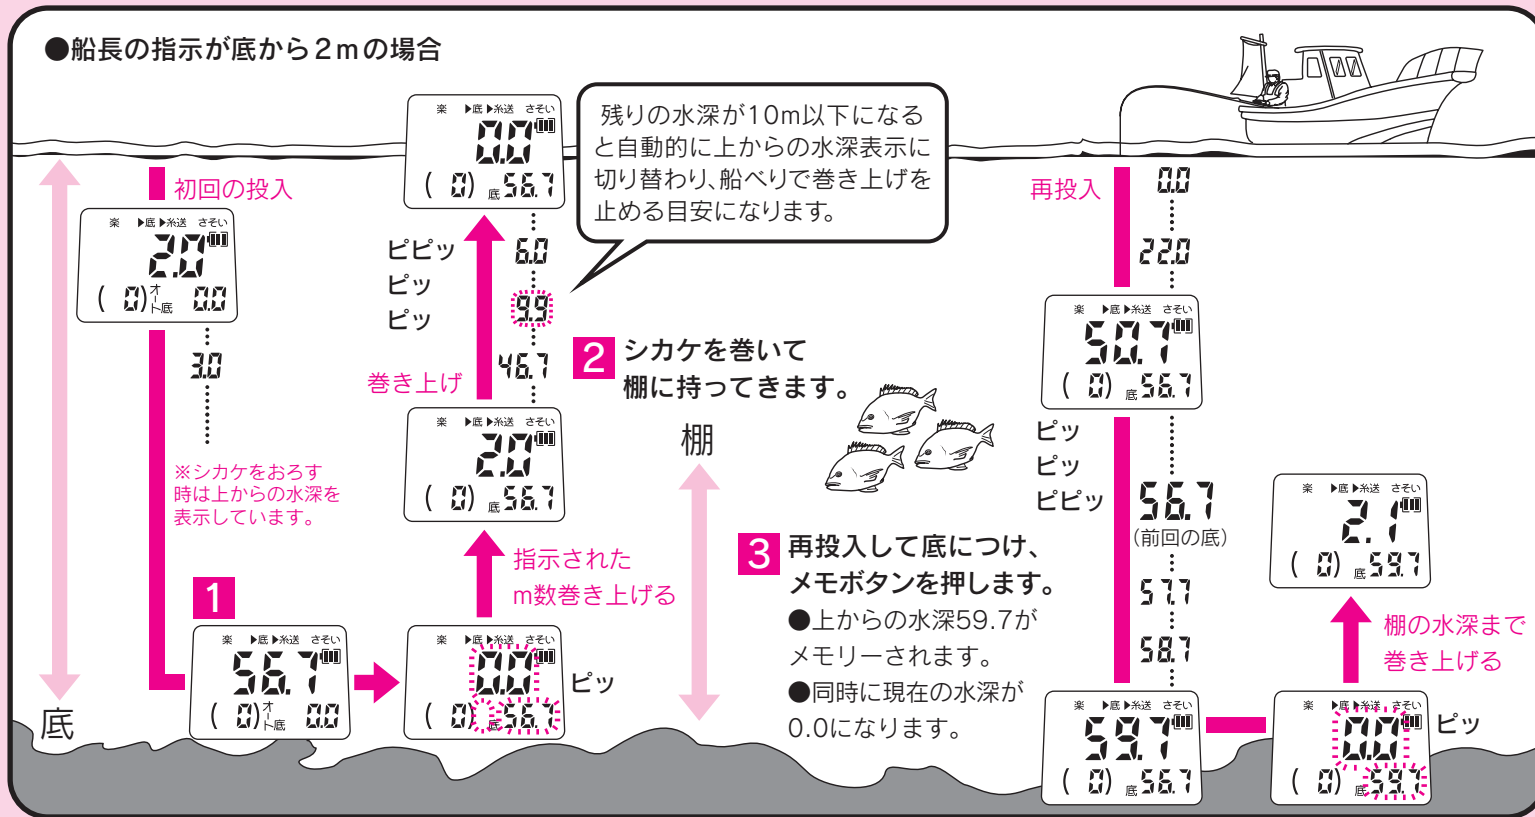 ●船長の指示が底から2mの場合
初回の投入
楽 ▶底 ▶糸送 さそい
2.0
( 0) オート底 0.0
3.0
※シカケをおろす
時は上からの水深を
表示しています。
底
1
楽 ▶底 ▶糸送 さそい
56.7
( 0) オート底 0.0
楽 ▶底 ▶糸送 さそい
0.0
( 0) 底 56.7
ピッ
指示された
m数巻き上げる
楽 ▶底 ▶糸送 さそい
2.0
( 0) 底 56.7
巻き上げ
46.7
ピピッ
ピッ
ピッ
9.9
6.0
楽 ▶底 ▶糸送 さそい
0.0
( 0) 底 56.7
残りの水深が10m以下になる
と自動的に上からの水深表示に
切り替わり、船べりで巻き上げを
止める目安になります。
2 シカケを巻いて
棚に持ってきます。
棚
3 再投入して底につけ、
メモボタンを押します。
●上からの水深59.7が
メモリーされます。
●同時に現在の水深が
0.0になります。
再投入
0.0
22.0
楽 ▶底 ▶糸送 さそい
50.7
( 0) 底 56.7
ピッ
ピッ
ピピッ
56.7
(前回の底)
57.7
58.7
楽 ▶底 ▶糸送 さそい
59.7
( 0) 底 56.7
楽 ▶底 ▶糸送 さそい
0.0
( 0) 底 59.7
ピッ
棚の水深まで
巻き上げる
楽 ▶底 ▶糸送 さそい
2.1
( 0) 底 59.7